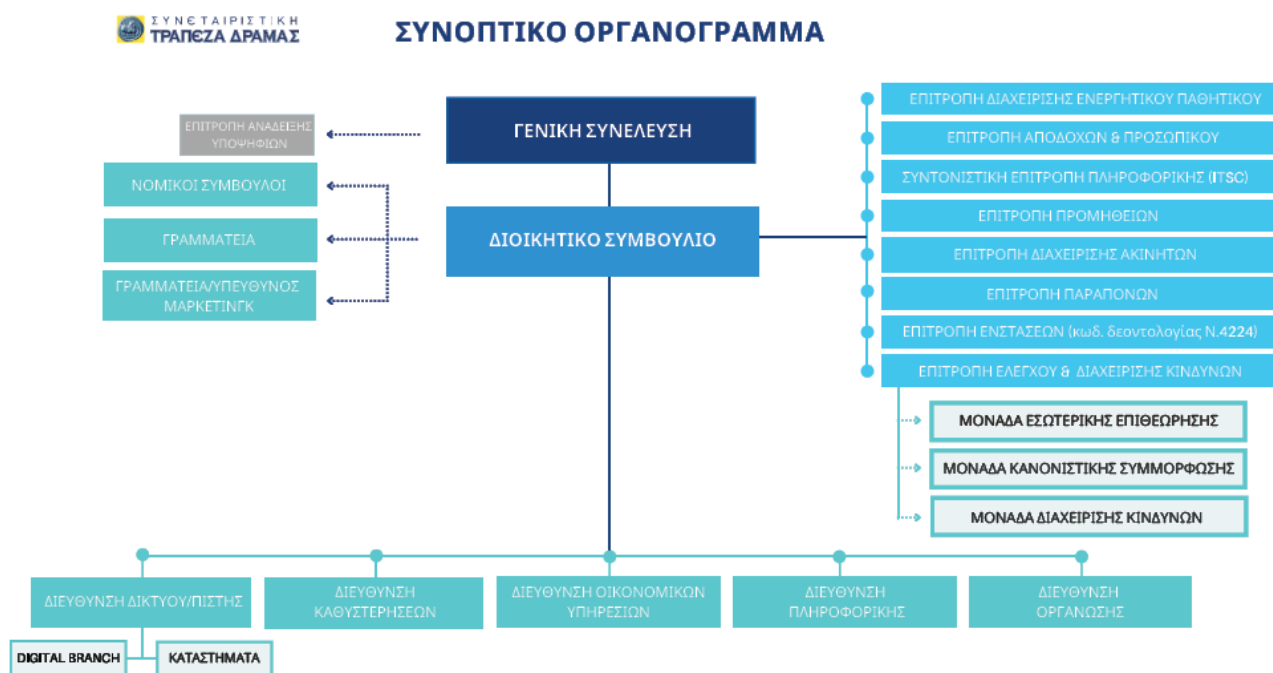 ΣΥΝΕΤΑΙΡΙΣΤΙΚΗ
ΤΡΑΠΕΖΑ ΔΡΑΜΑΣ
ΣΥΝΟΠΤΙΚΟ ΟΡΓΑΝΟΓΡΑΜΜΑ
ΓΕΝΙΚΗ ΣΥΝΕΛΕΥΣΗ
ΕΠΙΤΡΟΠΗ ΑΝΑΔΕΙΞΗΣ
ΥΠΟΨΗΦΙΩΝ
ΝΟΜΙΚΟΙ ΣΥΜΒΟΥΛΟΙ
ΓΡΑΜΜΑΤΕΙΑ
ΓΡΑΜΜΑΤΕΙΑ/ΥΠΕΥΘΥΝΟΣ
ΜΑΡΚΕΤΙΝΓΚ
ΔΙΟΙΚΗΤΙΚΟ ΣΥΜΒΟΥΛΙΟ
ΕΠΙΤΡΟΠΗ ΔΙΑΧΕΙΡΙΣΗΣ ΕΝΕΡΓΗΤΙΚΟΥ ΠΑΘΗΤΙΚΟΥ
ΕΠΙΤΡΟΠΗ ΑΠΟΔΟΧΩΝ & ΠΡΟΣΩΠΙΚΟΥ
ΣΥΝΤΟΝΙΣΤΙΚΗ ΕΠΙΤΡΟΠΗ ΠΛΗΡΟΦΟΡΙΚΗΣ (ITSC)
ΕΠΙΤΡΟΠΗ ΠΡΟΜΗΘΕΙΩΝ
ΕΠΙΤΡΟΠΗ ΔΙΑΧΕΙΡΙΣΗΣ ΑΚΙΝΗΤΩΝ
ΕΠΙΤΡΟΠΗ ΠΑΡΑΠΟΝΩΝ
ΕΠΙΤΡΟΠΗ ΕΝΣΤΑΣΕΩΝ (κωδ. δεοντολογίας Ν.4224)
ΕΠΙΤΡΟΠΗ ΕΛΕΓΧΟΥ & ΔΙΑΧΕΙΡΙΣΗΣ ΚΙΝΔΥΝΩΝ
ΜΟΝΑΔΑ ΕΣΩΤΕΡΙΚΗΣ ΕΠΙΘΕΩΡΗΣΗΣ
ΜΟΝΑΔΑ ΚΑΝΟΝΙΣΤΙΚΗΣ ΣΥΜΜΟΡΦΩΣΗΣ
ΜΟΝΑΔΑ ΔΙΑΧΕΙΡΙΣΗΣ ΚΙΝΔΥΝΩΝ
ΔΙΕΥΘΥΝΣΗ ΔΙΚΤΥΟΥ/ΠΙΣΤΗΣ
ΔΙΕΥΘΥΝΣΗ
ΚΑΘΥΣΤΕΡΗΣΕΩΝ
ΔΙΕΥΘΥΝΣΗ ΟΙΚΟΝΟΜΙΚΩΝ
ΥΠΗΡΕΣΙΩΝ
ΔΙΕΥΘΥΝΣΗ
ΠΛΗΡΟΦΟΡΙΚΗΣ
ΔΙΕΥΘΥΝΣΗ
ΟΡΓΑΝΩΣΗΣ
DIGITAL BRANCH
ΚΑΤΑΣΤΗΜΑΤΑ